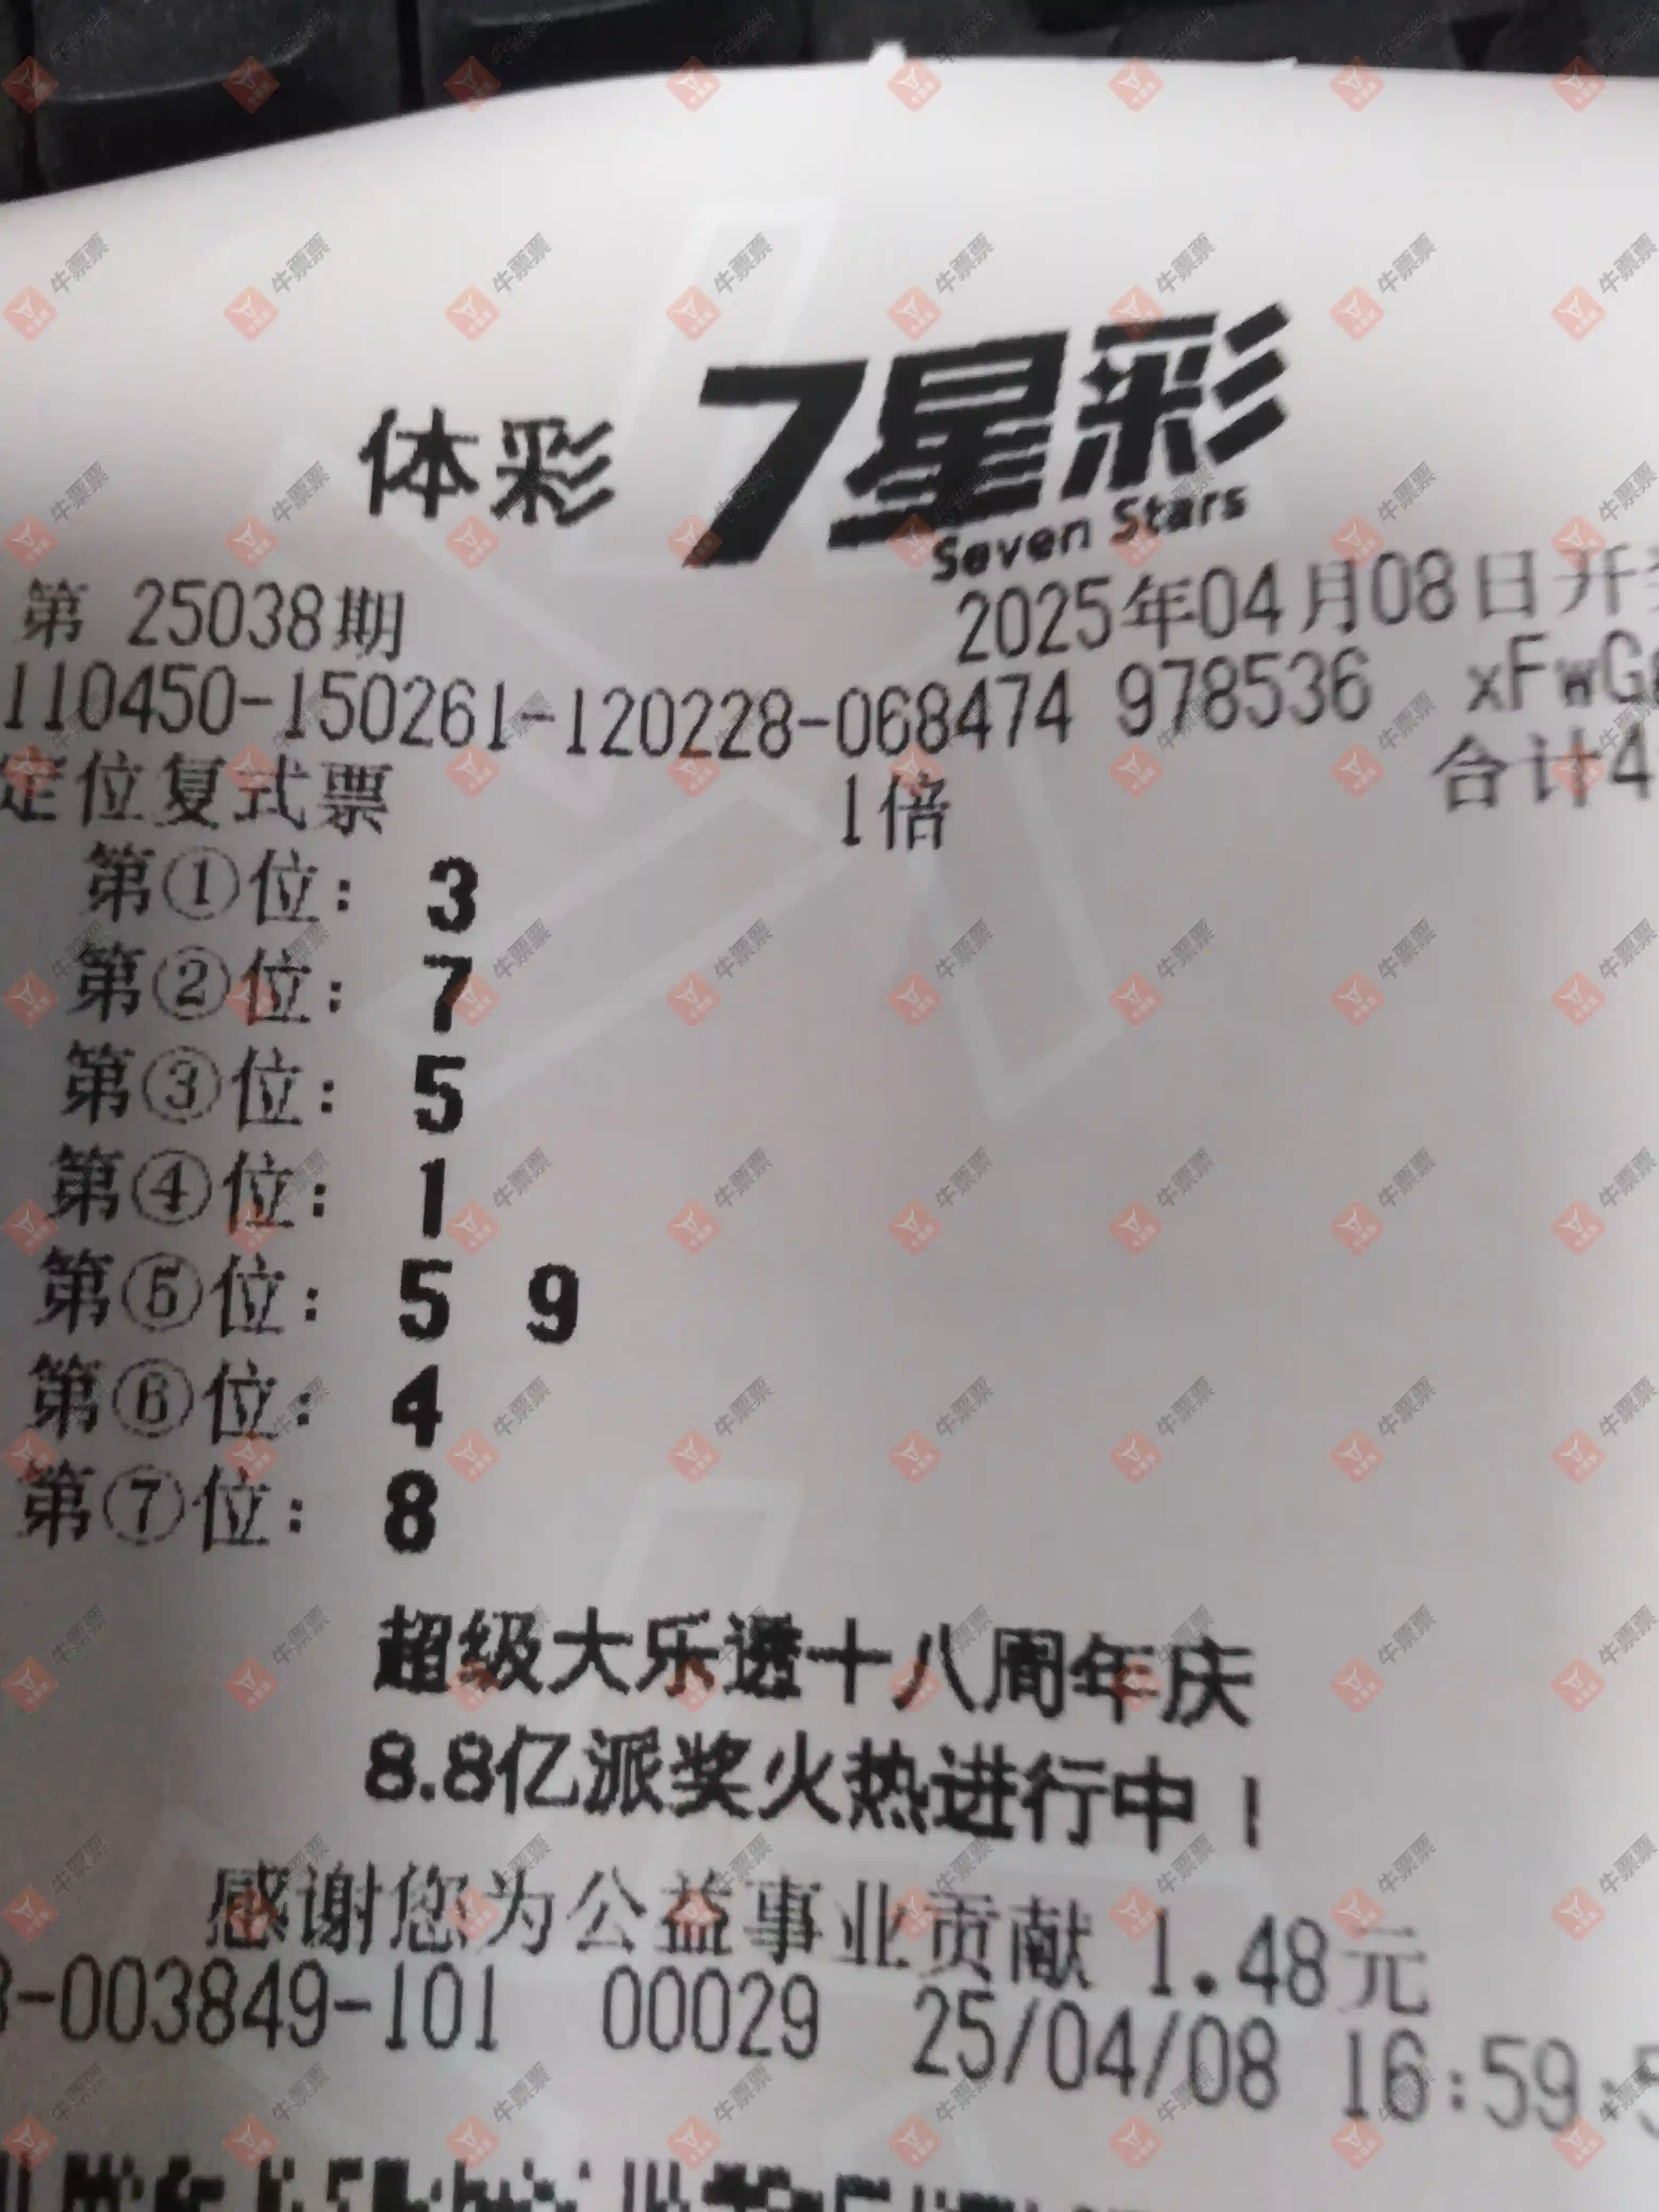 体彩 7星彩
Seven Stars
第 25038期 2025年04月08日开
110450-150261-120228-068474 978536 xFwG
定位复式票 1倍 合计4
第①位: 3
第②位: 7
第③位: 5
第④位: 1
第⑤位: 5 9
第⑥位: 4
第⑦位: 8
超级大乐透十八周年庆
8.8亿派奖火热进行中!
感谢您为公益事业贡献 1.48元
-003849-101 00029 25/04/08 16:59:5
牛票票